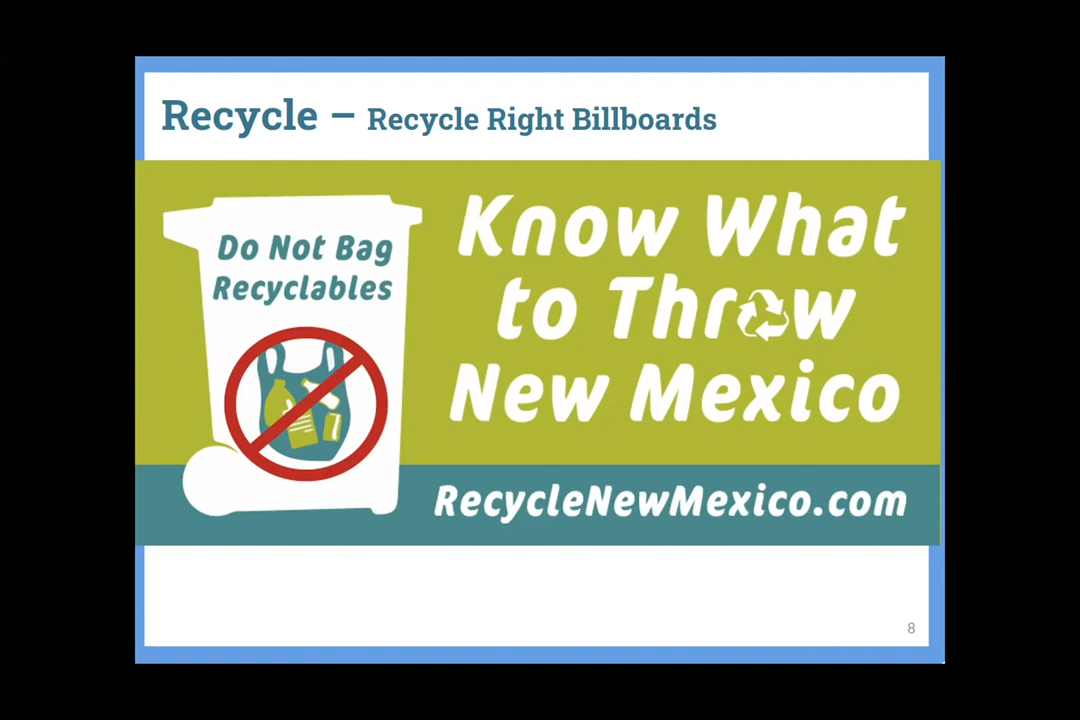 Recycle – Recycle Right Billboards
Do Not Bag
Recyclables
Know What
to Throw
New Mexico
RecycleNewMexico.com
8